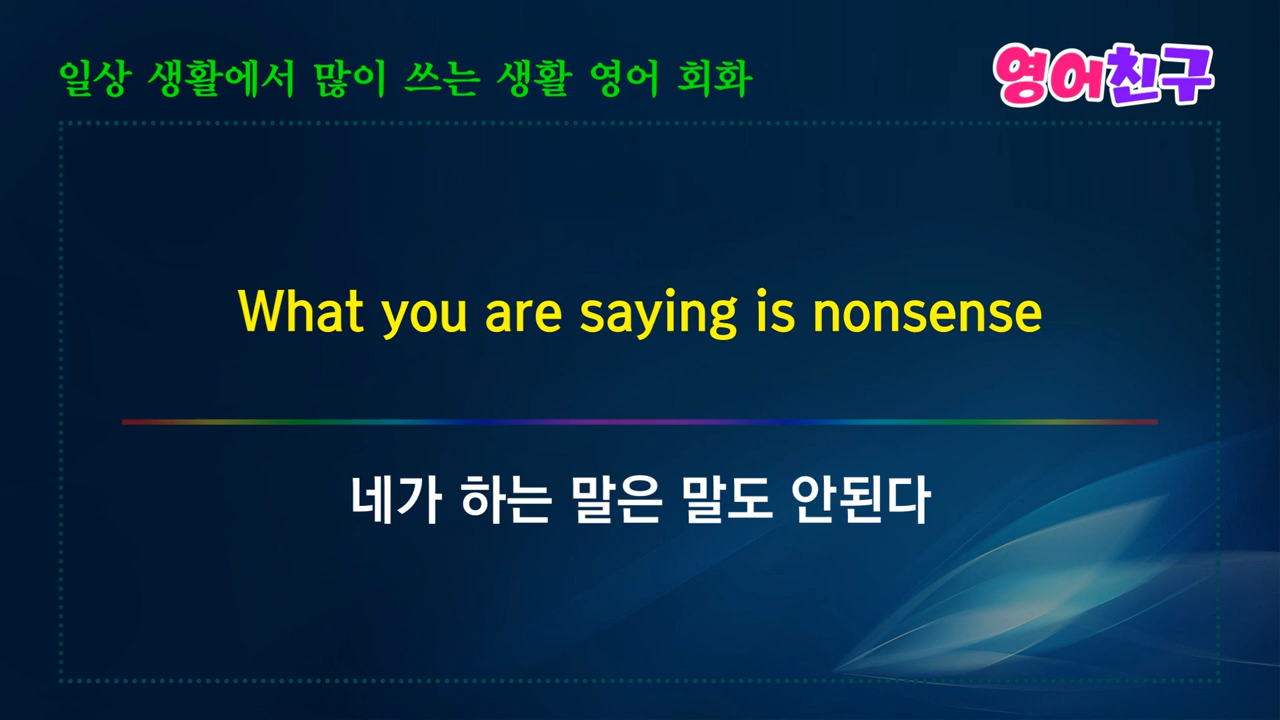 일상 생활에서 많이 쓰는 생활 영어 회화
영어친구
What you are saying is nonsense
네가 하는 말은 말도 안된다